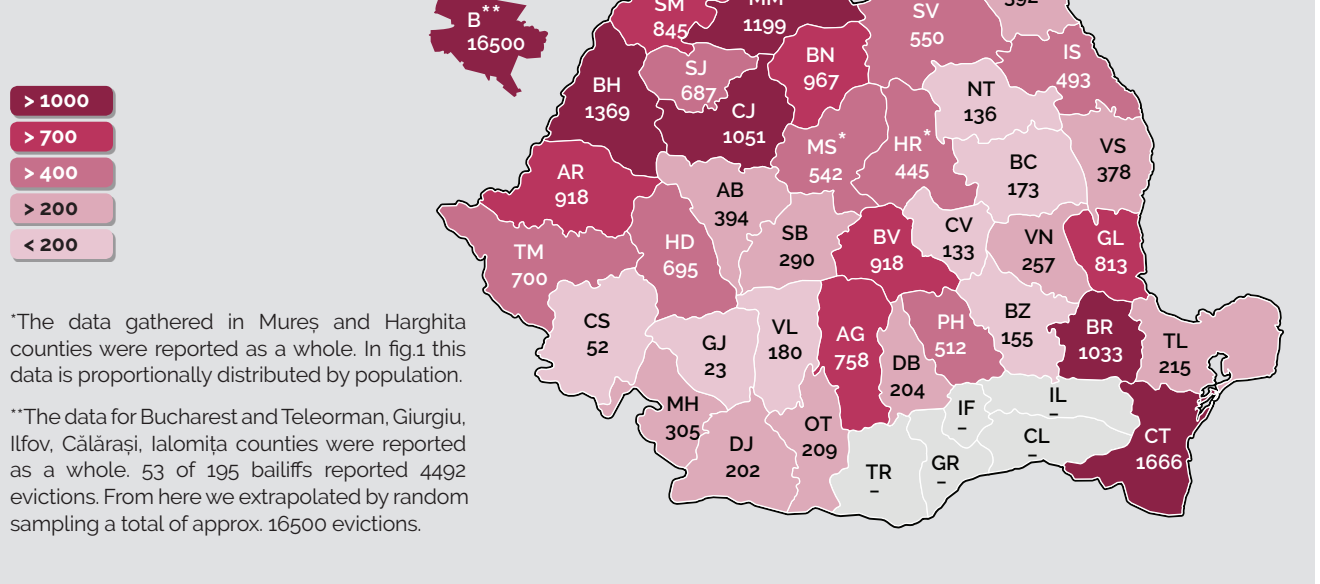 SM
845
MM
1199
SV
550
392
B**
16500
BN
967
IS
493
SJ
687
BH
1369
NT
136
CJ
1051
> 1000
> 700
> 400
> 200
< 200
MS*
542
HR*
445
VS
378
BC
173
AR
918
AB
394
CV
133
BV
918
SB
290
VN
257
GL
813
HD
695
TM
700
CS
52
GJ
23
VL
180
AG
758
PH
512
BZ
155
BR
1033
TL
215
DB
204
*The data gathered in Mureș and Harghita
counties were reported as a whole. In fig.1 this
data is proportionally distributed by population.
**The data for Bucharest and Teleorman, Giurgiu,
Ilfov, Călărași, Ialomița counties were reported
as a whole. 53 of 195 bailiffs reported 4492
evictions. From here we extrapolated by random
sampling a total of approx. 16500 evictions.
MH
305
DJ
202
OT
209
IF
–
IL
–
CL
–
CT
1666
TR
–
GR
–